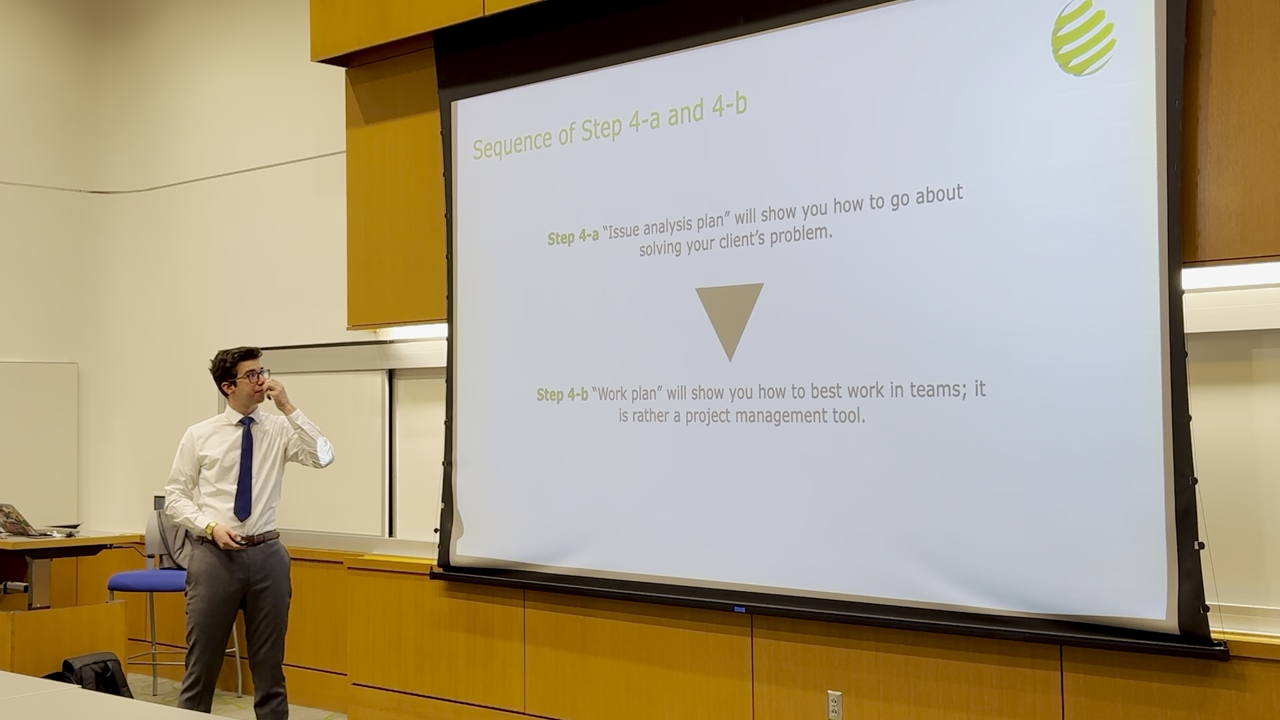 Sequence of Step 4-a and 4-b
Step 4-a “Issue analysis plan” will show you how to go about
solving your client’s problem.
Step 4-b “Work plan” will show you how to best work in teams; it
is rather a project management tool.